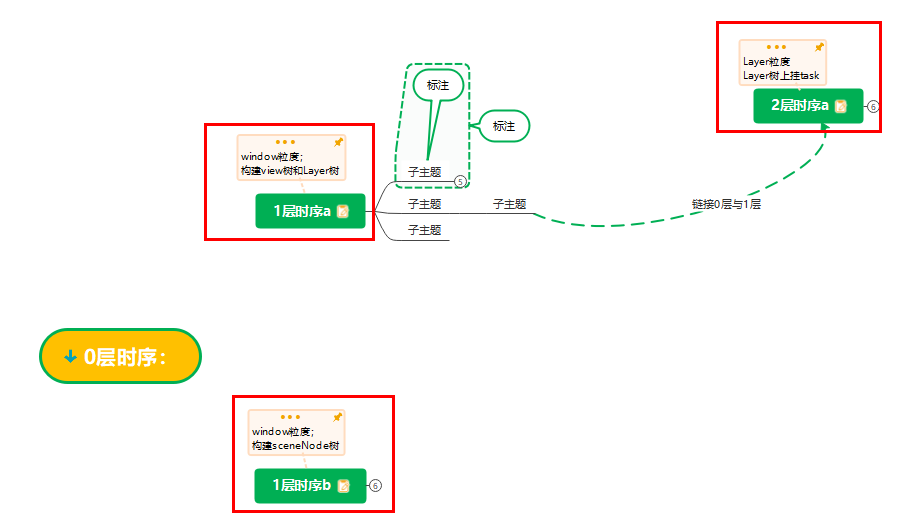 Layer粒度
Layer树上挂task
2层时序a
6
标注
标注
window粒度；
构建view树和Layer树
1层时序a
子主题
5
子主题
子主题
链接0层与1层
子主题
0层时序：
window粒度；
构建sceneNode树
1层时序b
6